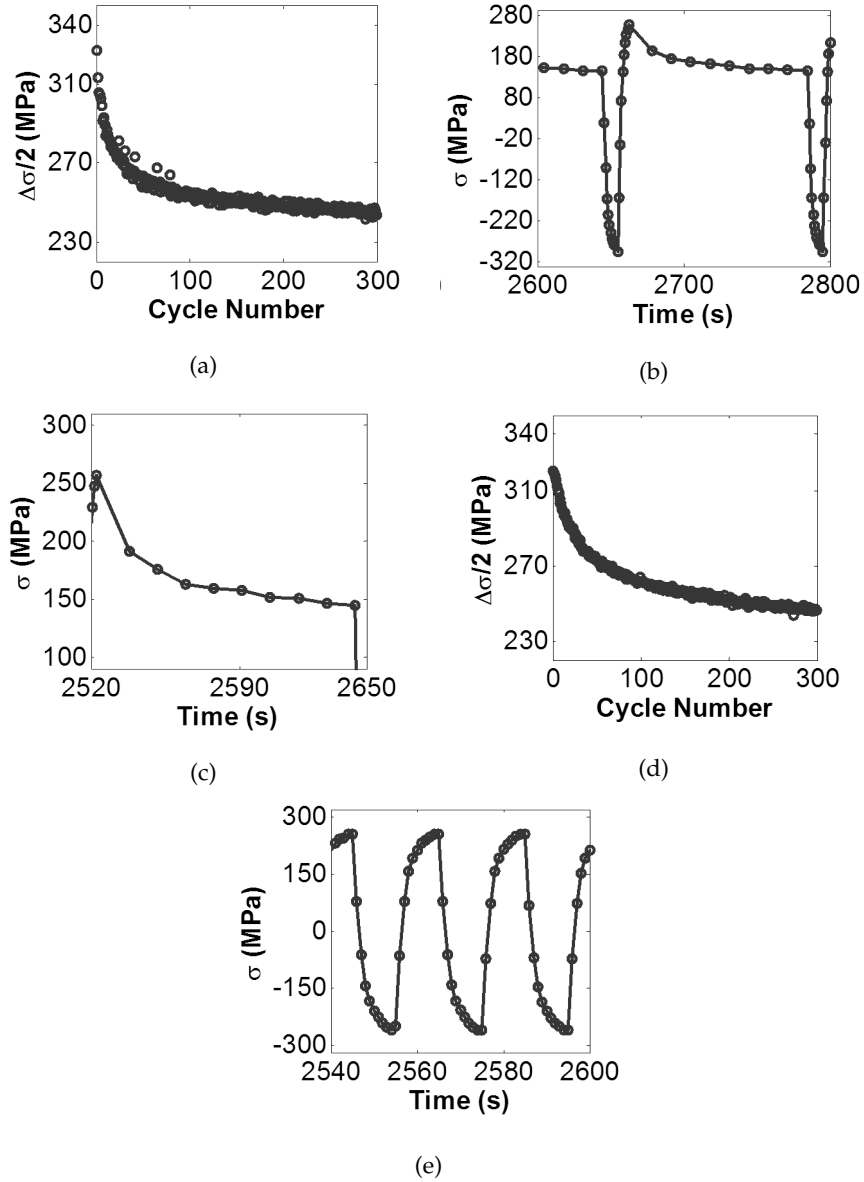 340
310
270
230
Δσ/2 (MPa)
0 100 200 300
Cycle Number
(a)
280
180
80
-20
-120
-220
-320
σ (MPa)
2600 2700 2800
Time (s)
(b)
300
250
200
150
100
σ (MPa)
2520 2590 2650
Time (s)
(c)
340
310
270
230
Δσ/2 (MPa)
0 100 200 300
Cycle Number
(d)
300
150
0
-150
-300
σ (MPa)
2540 2560 2580 2600
Time (s)
(e)